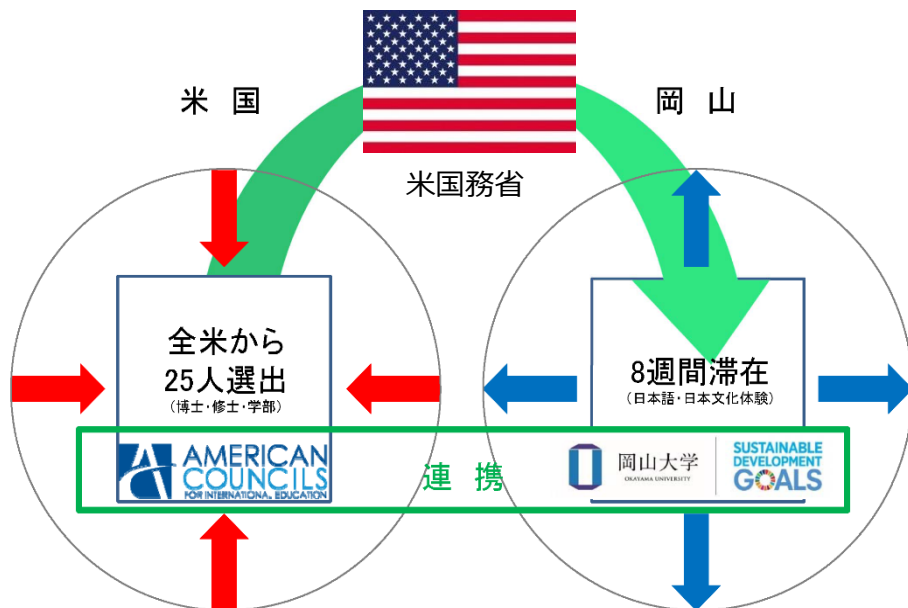 米 国
岡 山
米国務省
全米から
25人選出
(博士・修士・学部)
8週間滞在
(日本語・日本文化体験)
AMERICAN
COUNCILS
FOR INTERNATIONAL EDUCATION
連 携
岡山大学
OKAYAMA UNIVERSITY
SUSTAINABLE
DEVELOPMENT
GOALS